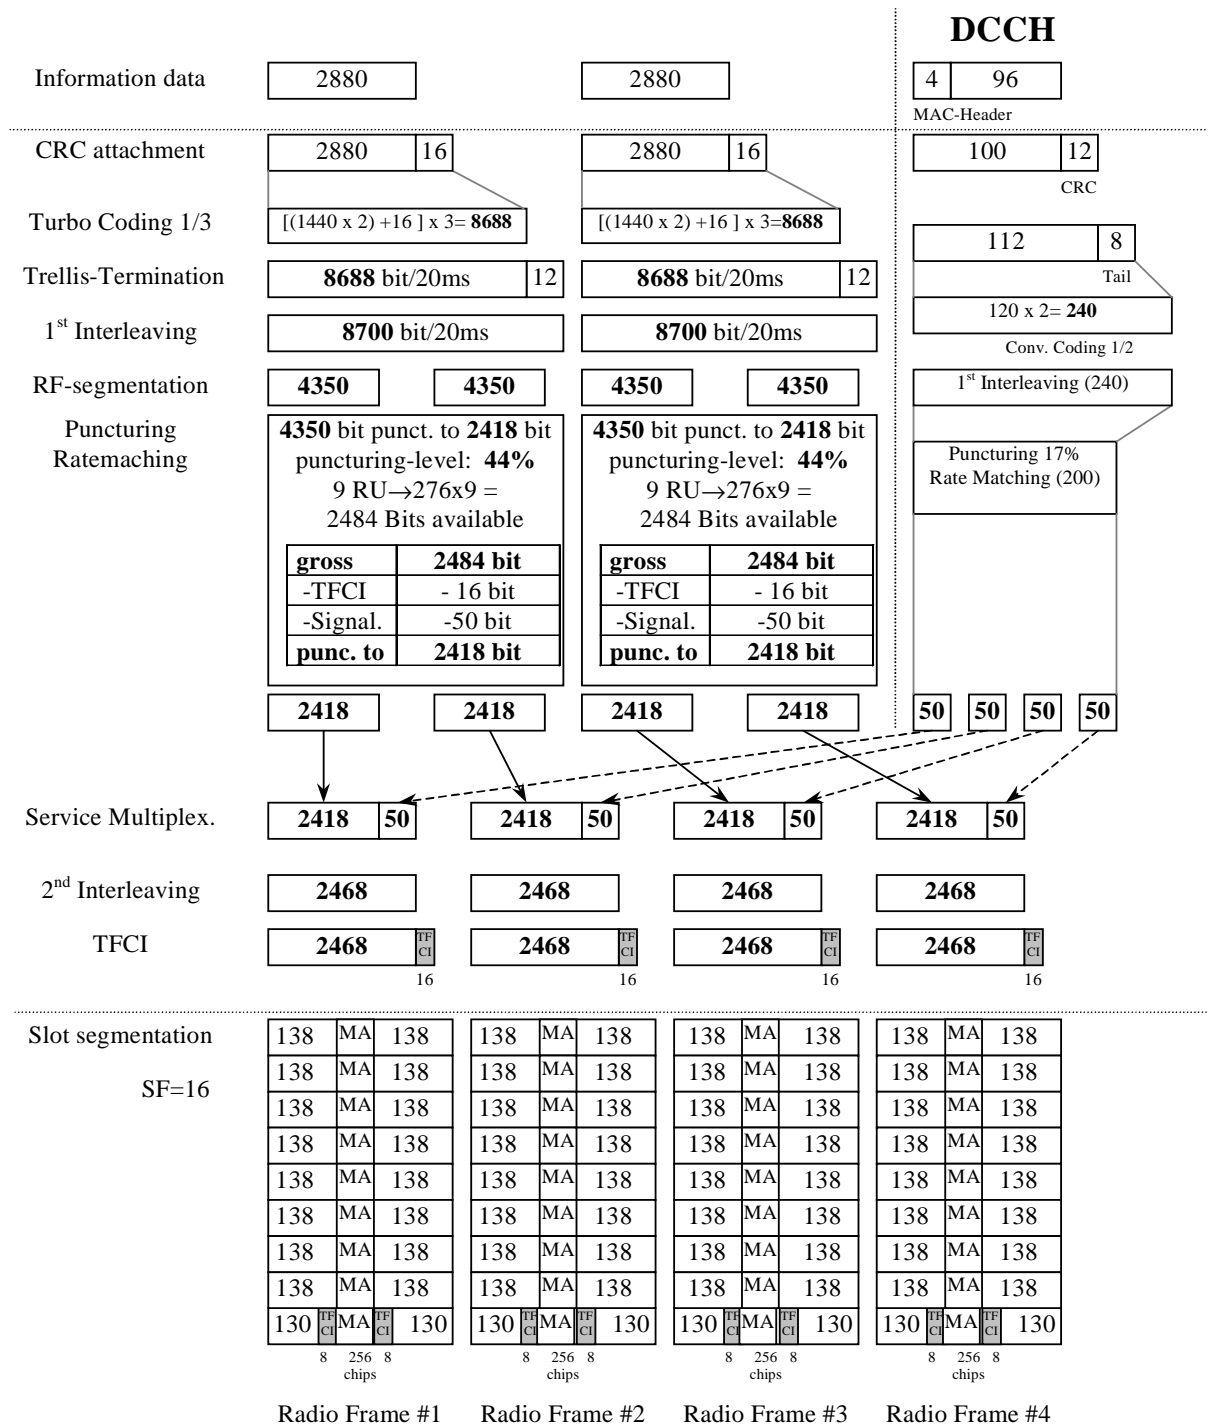 DCCH
Information data 2880 2880 4 96
MAC-Header
CRC attachment 2880 16 2880 16 100 12
CRC
Turbo Coding 1/3 [(1440 x 2) +16 ] x 3= 8688 [(1440 x 2) +16 ] x 3=8688
112 8
Trellis-Termination 8688 bit/20ms 12 8688 bit/20ms 12 Tail
120 x 2= 240
1st Interleaving 8700 bit/20ms 8700 bit/20ms
Conv. Coding 1/2
RF-segmentation 4350 4350 4350 4350 1st Interleaving (240)
Puncturing 4350 bit punct. to 2418 bit 4350 bit punct. to 2418 bit
Ratemaching puncturing-level: 44% puncturing-level: 44% Puncturing 17%
9 RU→276x9 = 9 RU→276x9 = Rate Matching (200)
2484 Bits available 2484 Bits available
gross 2484 bit gross 2484 bit
-TFCI - 16 bit -TFCI - 16 bit
-Signal. -50 bit -Signal. -50 bit
punc. to 2418 bit punc. to 2418 bit
2418 2418 2418 2418 50 50 50 50
Service Multiplex. 2418 50 2418 50 2418 50 2418 50
2nd Interleaving 2468 2468 2468 2468
TFCI 2468 TF CI 2468 TF CI 2468 TF CI 2468 TF CI
16 16 16 16
Slot segmentation 138 MA 138 138 MA 138 138 MA 138 138 MA 138
SF=16 138 MA 138 138 MA 138 138 MA 138 138 MA 138
138 MA 138 138 MA 138 138 MA 138 138 MA 138
138 MA 138 138 MA 138 138 MA 138 138 MA 138
138 MA 138 138 MA 138 138 MA 138 138 MA 138
138 MA 138 138 MA 138 138 MA 138 138 MA 138
138 MA 138 138 MA 138 138 MA 138 138 MA 138
138 MA 138 138 MA 138 138 MA 138 138 MA 138
130 TF CI MA TF CI 130 130 TF CI MA TF CI 130 130 TF CI MA TF CI 130 130 TF CI MA TF CI 130
8 256 8 8 256 8 8 256 8 8 256 8
chips chips chips chips
Radio Frame #1 Radio Frame #2 Radio Frame #3 Radio Frame #4